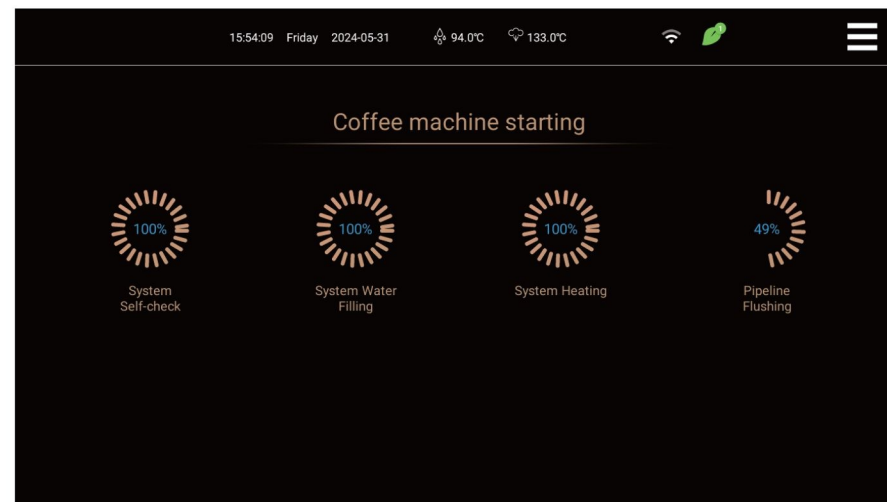 15:54:09 Friday 2024-05-31 94.0℃ 133.0℃ 1
Coffee machine starting
100% 100% 100% 49%
System
Self-check
System Water
Filling
System Heating
Pipeline
Flushing